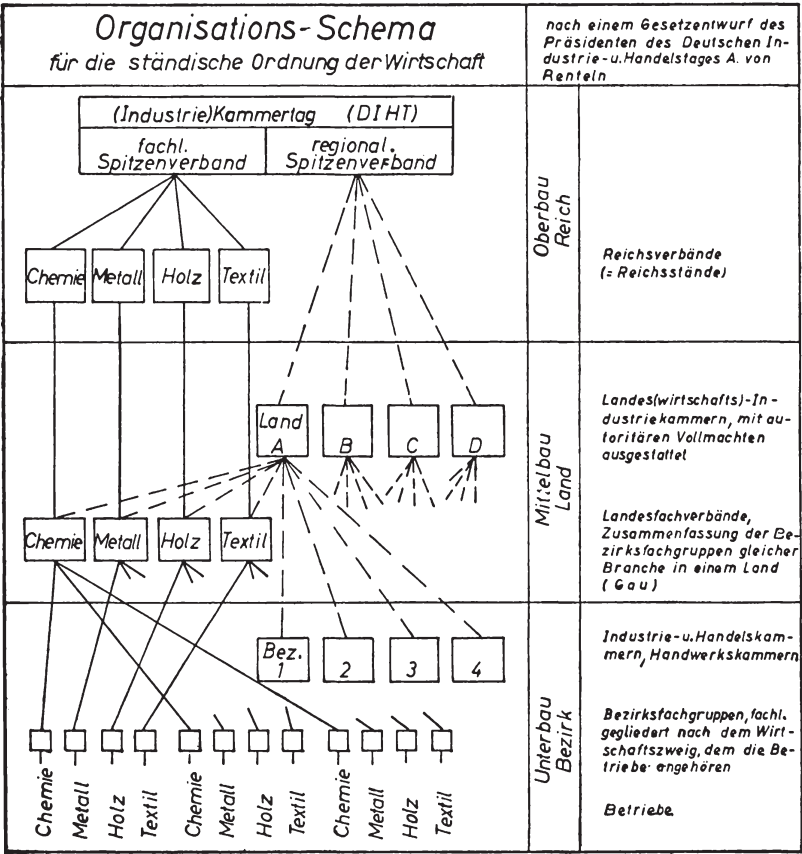 Organisations-Schema
für die ständische Ordnung der Wirtschaft
nach einem Gesetzentwurf des
Präsidenten des Deutschen In-
dustrie-u. Handelstages A. von
Renteln
(Industrie)Kammertag (DIHT)
fachl.
Spitzenverband
regional.
Spitzenverband
Chemie Metall Holz Textil
Oberbau
Reich
Reichsverbände
(= Reichsstände)
Land
A B C D
Mittelbau
Land
Landes(wirtschafts)-In-
dustriekammern, mit au-
toritären Vollmachten
ausgestattet
Chemie Metall Holz Textil
Landesfachverbände,
Zusammenfassung der Be-
zirksfachgruppen gleicher
Branche in einem Land
(Gau)
Bez.
1 2 3 4
Unterbau
Bezirk
Industrie-u. Handelskam-
mern, Handwerkskammern
Bezirksfachgruppen, fachl.
gegliedert nach dem Wirt-
schaftszweig, dem die Be-
triebe angehören
Betriebe
Chemie
Metall
Holz
Textil
Chemie
Metall
Holz
Textil
Chemie
Metall
Holz
Textil